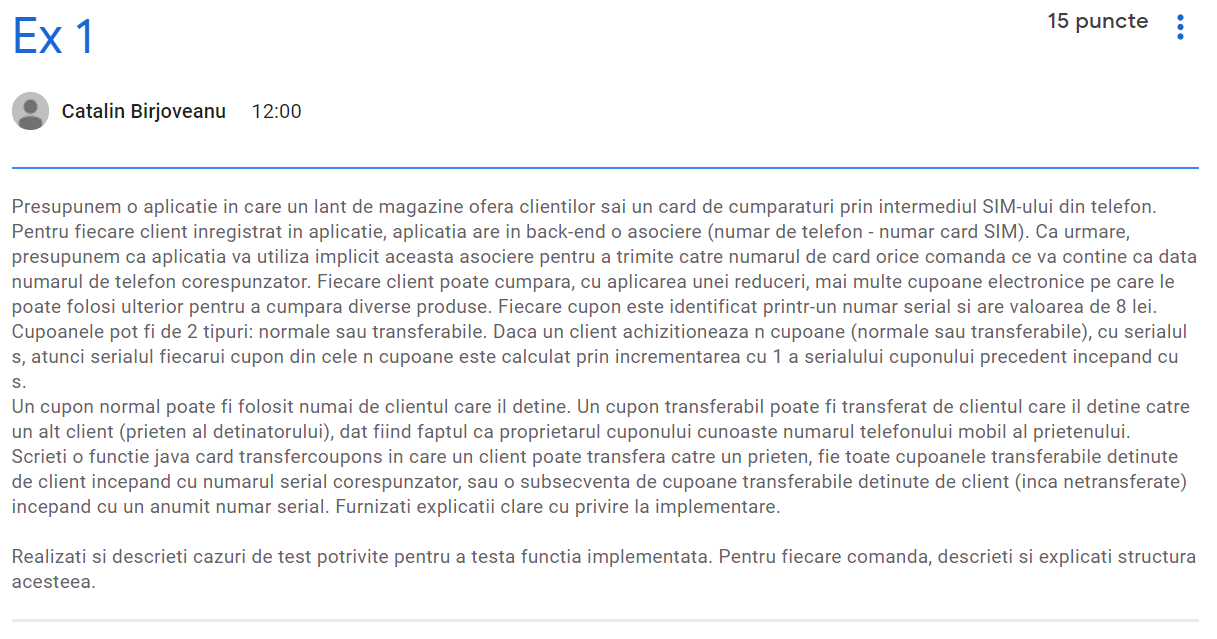 Ex 1
15 puncte
Catalin Birjoveanu 12:00
Presupunem o aplicatie in care un lant de magazine ofera clientilor sai un card de cumparaturi prin intermediul SIM-ului din telefon.
Pentru fiecare client inregistrat in aplicatie, aplicatia are in back-end o asociere (numar de telefon - numar card SIM). Ca urmare,
presupunem ca aplicatia va utiliza implicit aceasta asociere pentru a trimite catre numarul de card orice comanda ce va contine ca data
numarul de telefon corespunzator. Fiecare client poate cumpara, cu aplicarea unei reduceri, mai multe cupoane electronice pe care le
poate folosi ulterior pentru a cumpara diverse produse. Fiecare cupon este identificat printr-un numar serial si are valoarea de 8 lei.
Cupoanele pot fi de 2 tipuri: normale sau transferabile. Daca un client achizitioneaza n cupoane (normale sau transferabile), cu serialul
s, atunci serialul fiecarui cupon din cele n cupoane este calculat prin incrementarea cu 1 a serialului cuponului precedent incepand cu
s.
Un cupon normal poate fi folosit numai de clientul care il detine. Un cupon transferabil poate fi transferat de clientul care il detine catre
un alt client (prieten al detinatorului), dat fiind faptul ca proprietarul cuponului cunoaste numarul telefonului mobil al prietenului.
Scrieti o functie java card transfercoupons in care un client poate transfera catre un prieten, fie toate cupoanele transferabile detinute
de client incepand cu numarul serial corespunzator, sau o subsecventa de cupoane transferabile detinute de client (inca netransferate)
incepand cu un anumit numar serial. Furnizati explicatii clare cu privire la implementare.
Realizati si descrieti cazuri de test potrivite pentru a testa functia implementata. Pentru fiecare comanda, descrieti si explicati structura
acesteea.